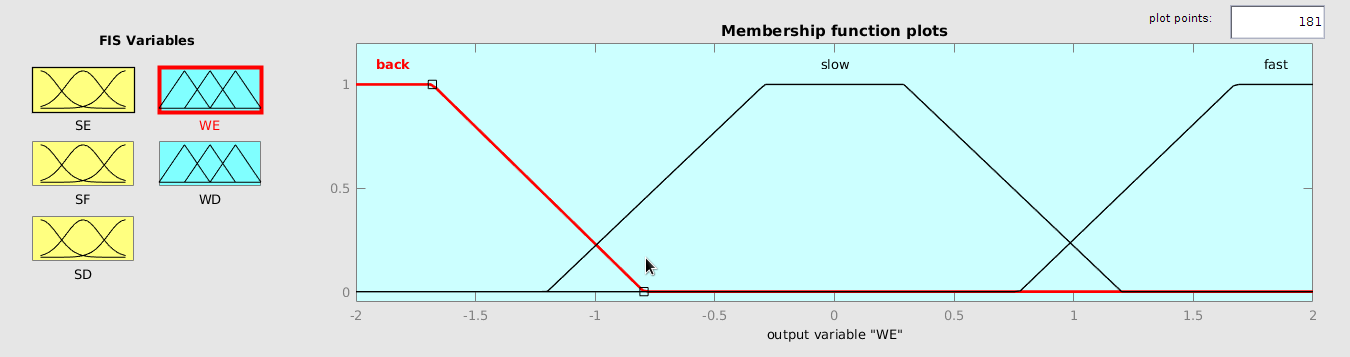 plot points: 181
FIS Variables
Membership function plots
SE
WE
SF
WD
SD
back
slow
fast
1
0.5
0
-2 -1.5 -1 -0.5 0 0.5 1 1.5 2
output variable "WE"